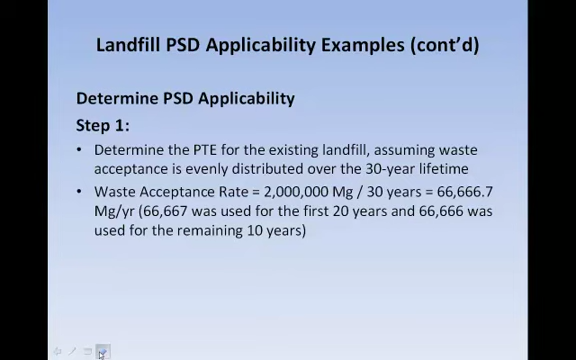 Landfill PSD Applicability Examples (cont'd)
Determine PSD Applicability
Step 1:
• Determine the PTE for the existing landfill, assuming waste
acceptance is evenly distributed over the 30-year lifetime
• Waste Acceptance Rate = 2,000,000 Mg / 30 years = 66,666.7
Mg/yr (66,667 was used for the first 20 years and 66,666 was
used for the remaining 10 years)